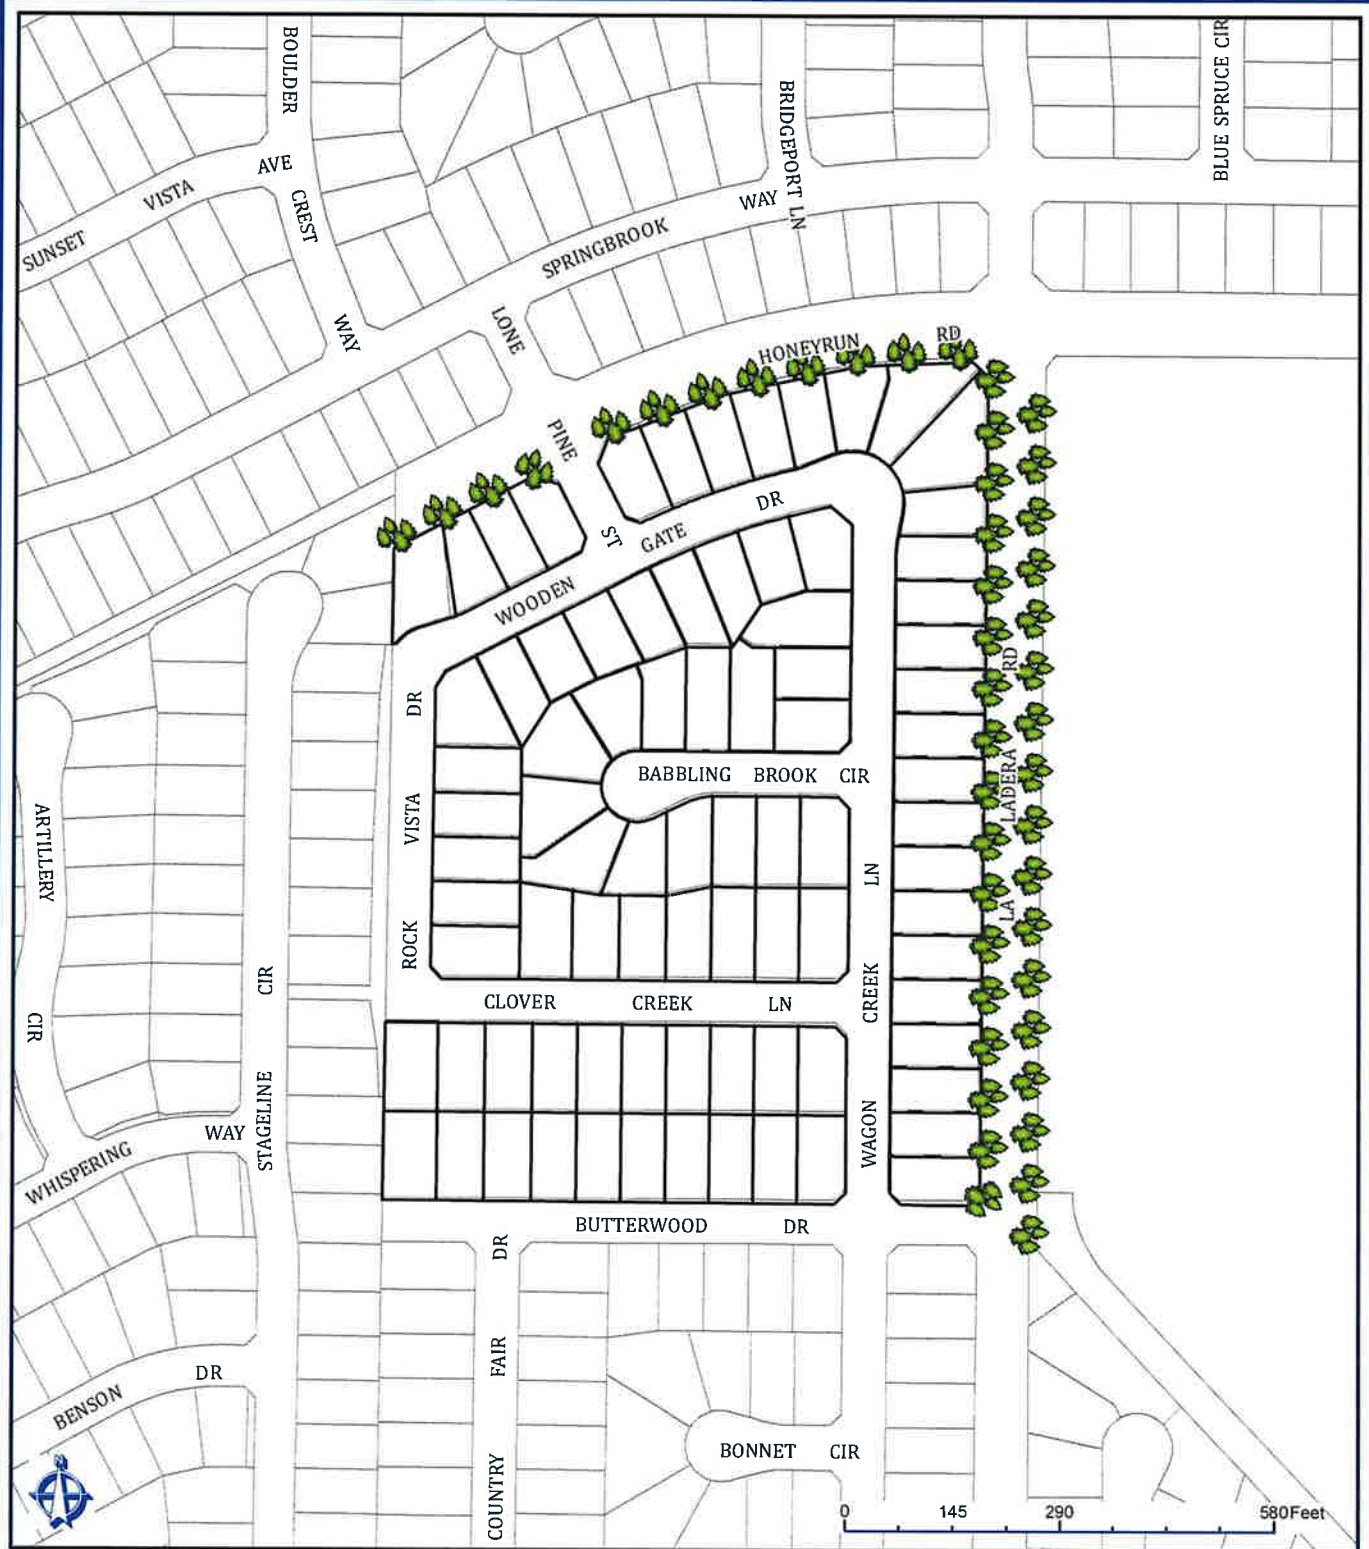 BOULDER
CREST
WAY
BRIDGEPORT LN
BLUE SPRUCE CIR
SUNSET VISTA AVE
SPRINGBROOK WAY
LONE
PINE
ST
HONEYRUN RD
WOODEN GATE DR
ROCK VISTA DR
BABBLING BROOK CIR
LA LADERA RD
ARTILLERY CIR
STAGELINE CIR
CLOVER CREEK LN
WAGON CREEK LN
WHISPERING WAY
BUTTERWOOD DR
COUNTRY FAIR DR
BENSON DR
BONNET CIR
0 145 290 580Feet
N